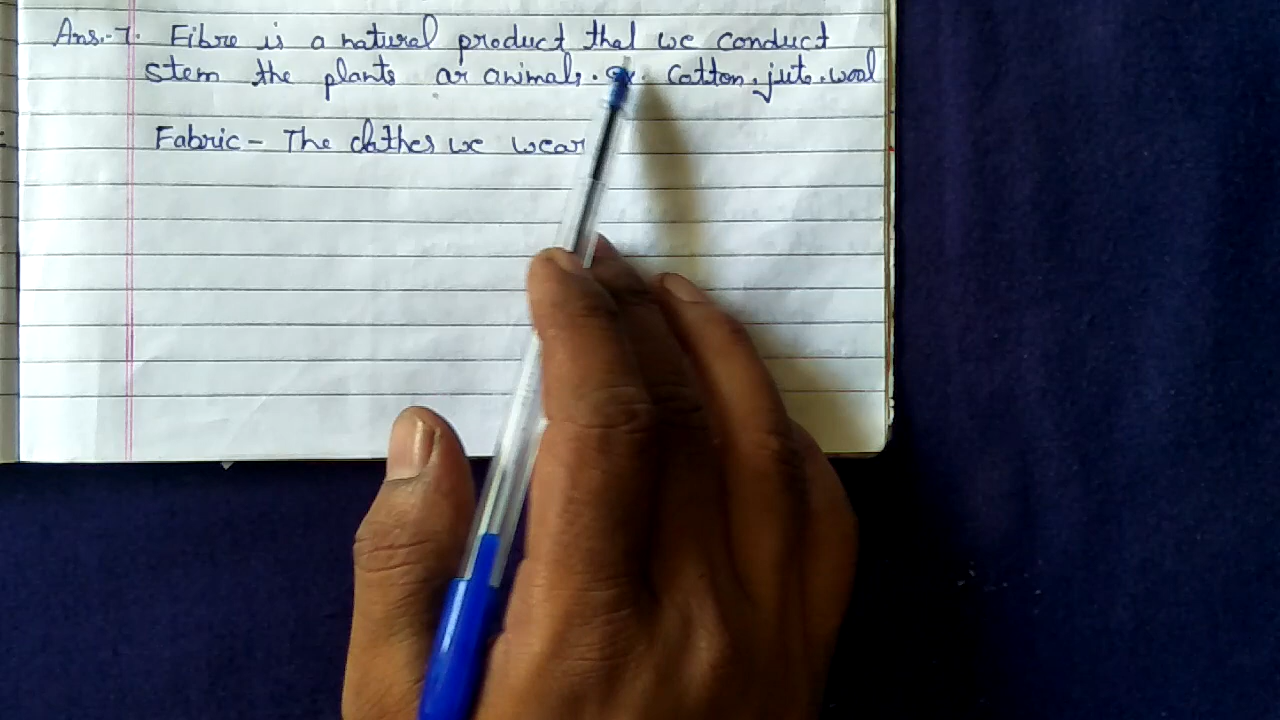 Ans.-7. Fibre is a natural product that we conduct
stem the plants or animals. Ex. Cotton, jute, wool
Fabric - The clothes we wear